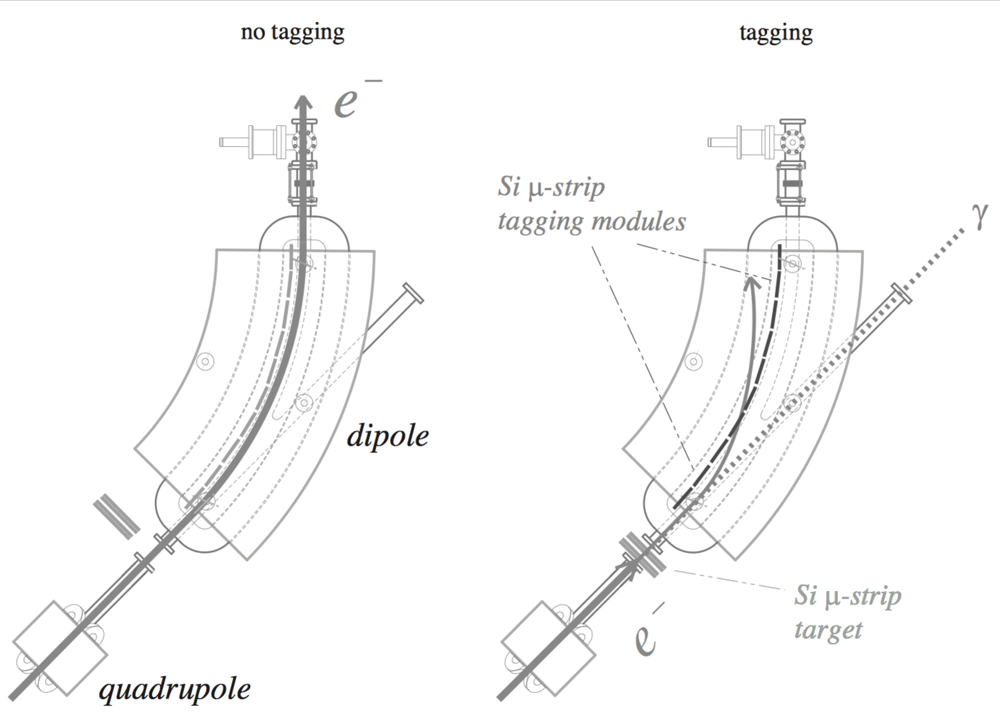 no tagging
tagging
e⁻
Si μ-strip
tagging modules
γ
dipole
Si μ-strip
target
e⁻
quadrupole